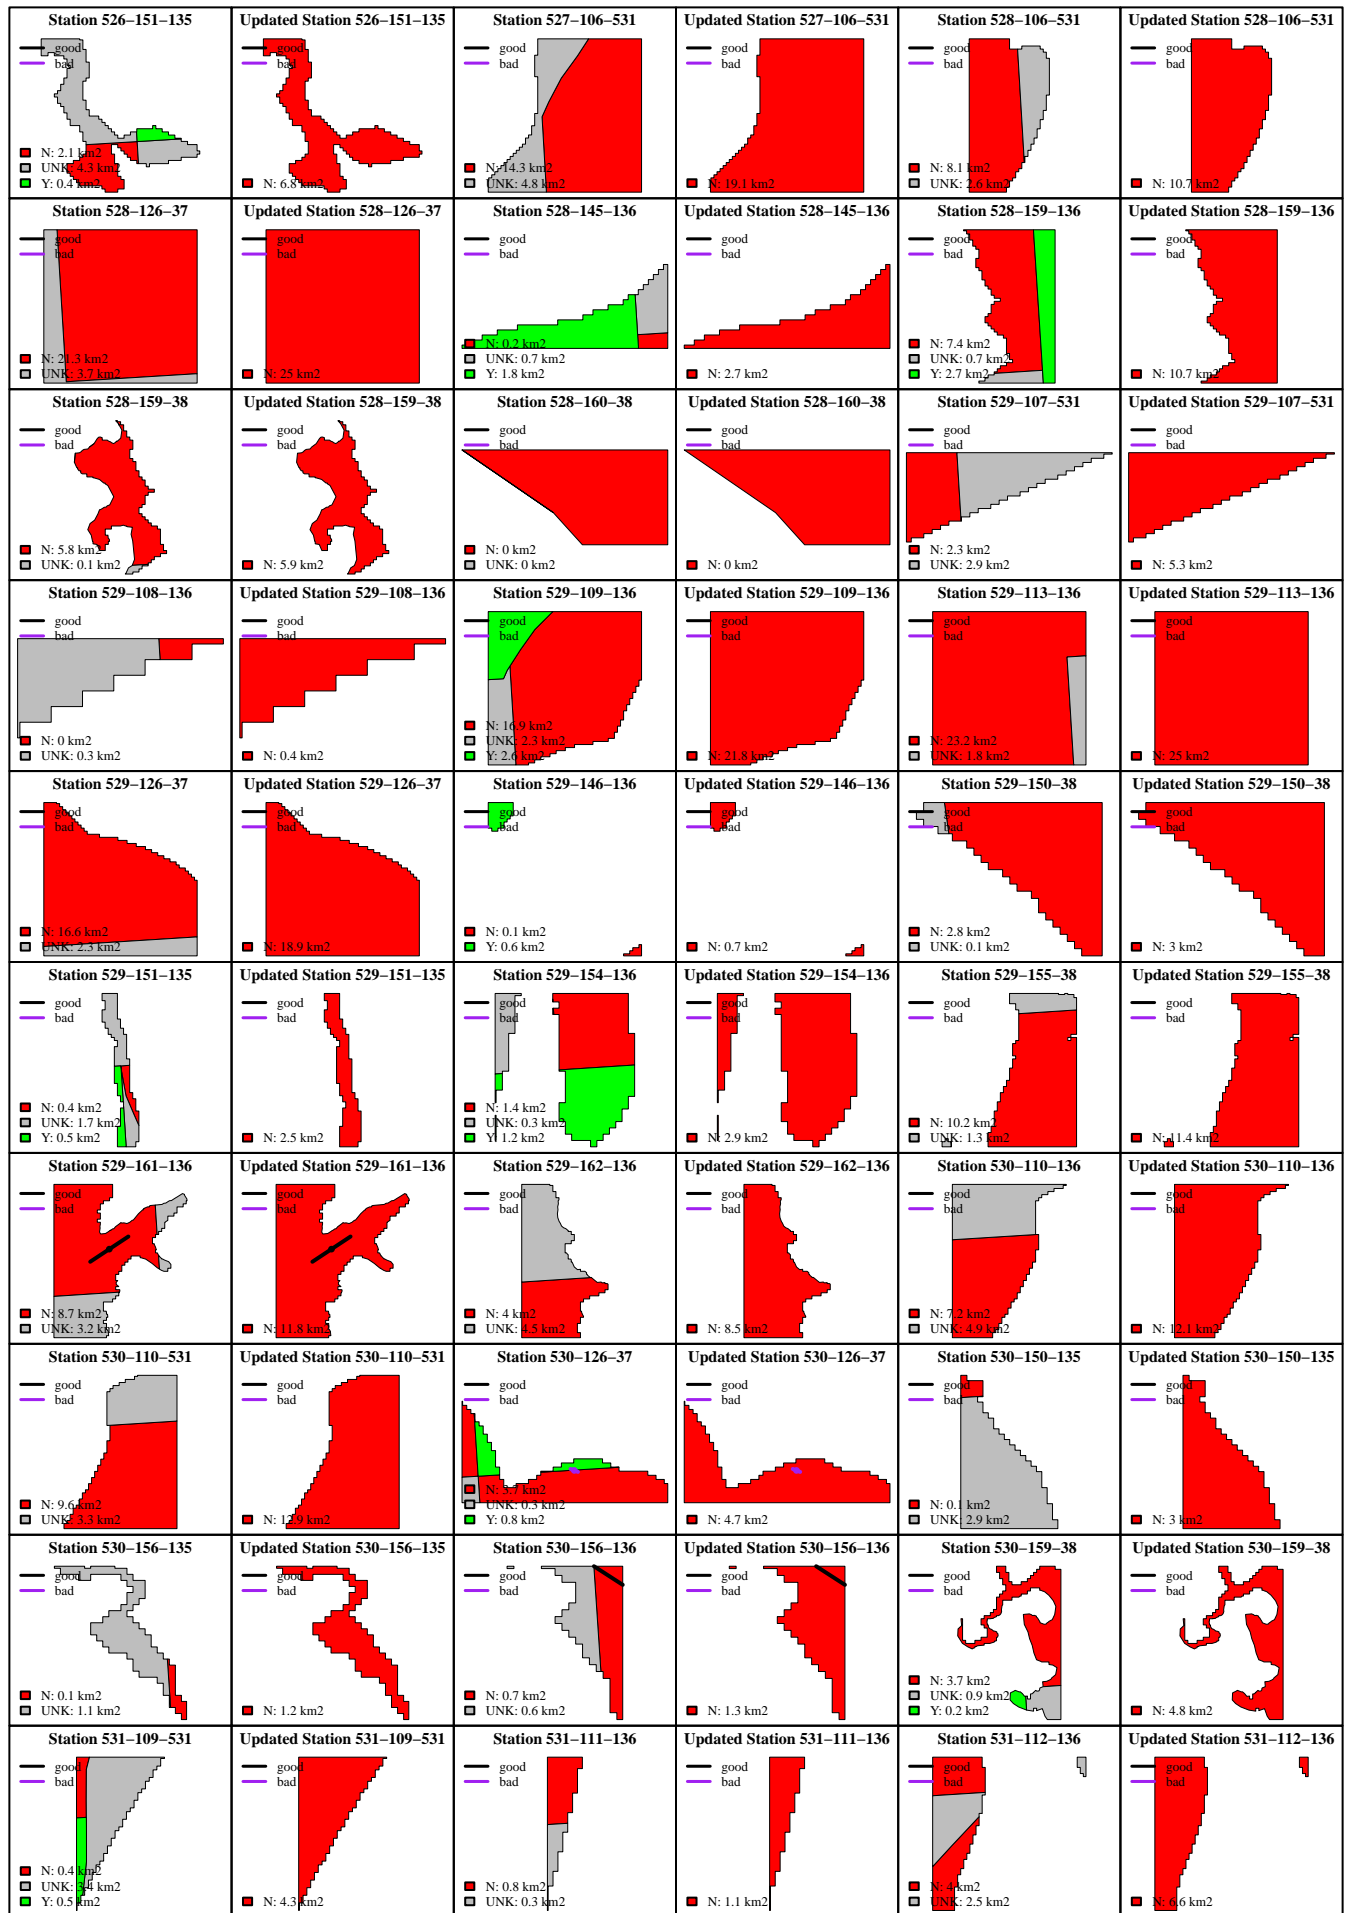 Station 526−151−135
good
bad
N: 2.1 km2
UNK: 4.3 km2
Y: 0.4 km2
Updated Station 526−151−135
good
bad
N: 6.8 km2
Station 527−106−531
good
bad
N: 14.3 km2
UNK: 4.8 km2
Updated Station 527−106−531
good
bad
N: 19.1 km2
Station 528−106−531
good
bad
N: 8.1 km2
UNK: 2.6 km2
Updated Station 528−106−531
good
bad
N: 10.7 km2
Station 528−126−37
good
bad
N: 21.3 km2
UNK: 3.7 km2
Updated Station 528−126−37
good
bad
N: 25 km2
Station 528−145−136
good
bad
N: 0.2 km2
UNK: 0.7 km2
Y: 1.8 km2
Updated Station 528−145−136
good
bad
N: 2.7 km2
Station 528−159−136
good
bad
N: 7.4 km2
UNK: 0.7 km2
Y: 2.7 km2
Updated Station 528−159−136
good
bad
N: 10.7 km2
Station 528−159−38
good
bad
N: 5.8 km2
UNK: 0.1 km2
Updated Station 528−159−38
good
bad
N: 5.9 km2
Station 528−160−38
good
bad
N: 0 km2
UNK: 0 km2
Updated Station 528−160−38
good
bad
N: 0 km2
Station 529−107−531
good
bad
N: 2.3 km2
UNK: 2.9 km2
Updated Station 529−107−531
good
bad
N: 5.3 km2
Station 529−108−136
good
bad
N: 0 km2
UNK: 0.3 km2
Updated Station 529−108−136
good
bad
N: 0.4 km2
Station 529−109−136
good
bad
N: 16.9 km2
UNK: 2.3 km2
Y: 2.6 km2
Updated Station 529−109−136
good
bad
N: 21.8 km2
Station 529−113−136
good
bad
N: 23.2 km2
UNK: 1.8 km2
Updated Station 529−113−136
good
bad
N: 25 km2
Station 529−126−37
good
bad
N: 16.6 km2
UNK: 2.3 km2
Updated Station 529−126−37
good
bad
N: 18.9 km2
Station 529−146−136
good
bad
N: 0.1 km2
Y: 0.6 km2
Updated Station 529−146−136
good
bad
N: 0.7 km2
Station 529−150−38
good
bad
N: 2.8 km2
UNK: 0.1 km2
Updated Station 529−150−38
good
bad
N: 3 km2
Station 529−151−135
good
bad
N: 0.4 km2
UNK: 1.7 km2
Y: 0.5 km2
Updated Station 529−151−135
good
bad
N: 2.5 km2
Station 529−154−136
good
bad
N: 1.4 km2
UNK: 0.3 km2
Y: 1.2 km2
Updated Station 529−154−136
good
bad
N: 2.9 km2
Station 529−155−38
good
bad
N: 10.2 km2
UNK: 1.3 km2
Updated Station 529−155−38
good
bad
N: 11.4 km2
Station 529−161−136
good
bad
N: 8.7 km2
UNK: 3.2 km2
Updated Station 529−161−136
good
bad
N: 11.8 km2
Station 529−162−136
good
bad
N: 4 km2
UNK: 4.5 km2
Updated Station 529−162−136
good
bad
N: 8.5 km2
Station 530−110−136
good
bad
N: 7.2 km2
UNK: 4.9 km2
Updated Station 530−110−136
good
bad
N: 12.1 km2
Station 530−110−531
good
bad
N: 9.6 km2
UNK: 3.3 km2
Updated Station 530−110−531
good
bad
N: 12.9 km2
Station 530−126−37
good
bad
N: 3.7 km2
UNK: 0.3 km2
Y: 0.8 km2
Updated Station 530−126−37
good
bad
N: 4.7 km2
Station 530−150−135
good
bad
N: 0.1 km2
UNK: 2.9 km2
Updated Station 530−150−135
good
bad
N: 3 km2
Station 530−156−135
good
bad
N: 0.1 km2
UNK: 1.1 km2
Updated Station 530−156−135
good
bad
N: 1.2 km2
Station 530−156−136
good
bad
N: 0.7 km2
UNK: 0.6 km2
Updated Station 530−156−136
good
bad
N: 1.3 km2
Station 530−159−38
good
bad
N: 3.7 km2
UNK: 0.9 km2
Y: 0.2 km2
Updated Station 530−159−38
good
bad
N: 4.8 km2
Station 531−109−531
good
bad
N: 0.4 km2
UNK: 3.4 km2
Y: 0.5 km2
Updated Station 531−109−531
good
bad
N: 4.3 km2
Station 531−111−136
good
bad
N: 0.8 km2
UNK: 0.3 km2
Updated Station 531−111−136
good
bad
N: 1.1 km2
Station 531−112−136
good
bad
N: 4 km2
UNK: 2.5 km2
Updated Station 531−112−136
good
bad
N: 6.6 km2